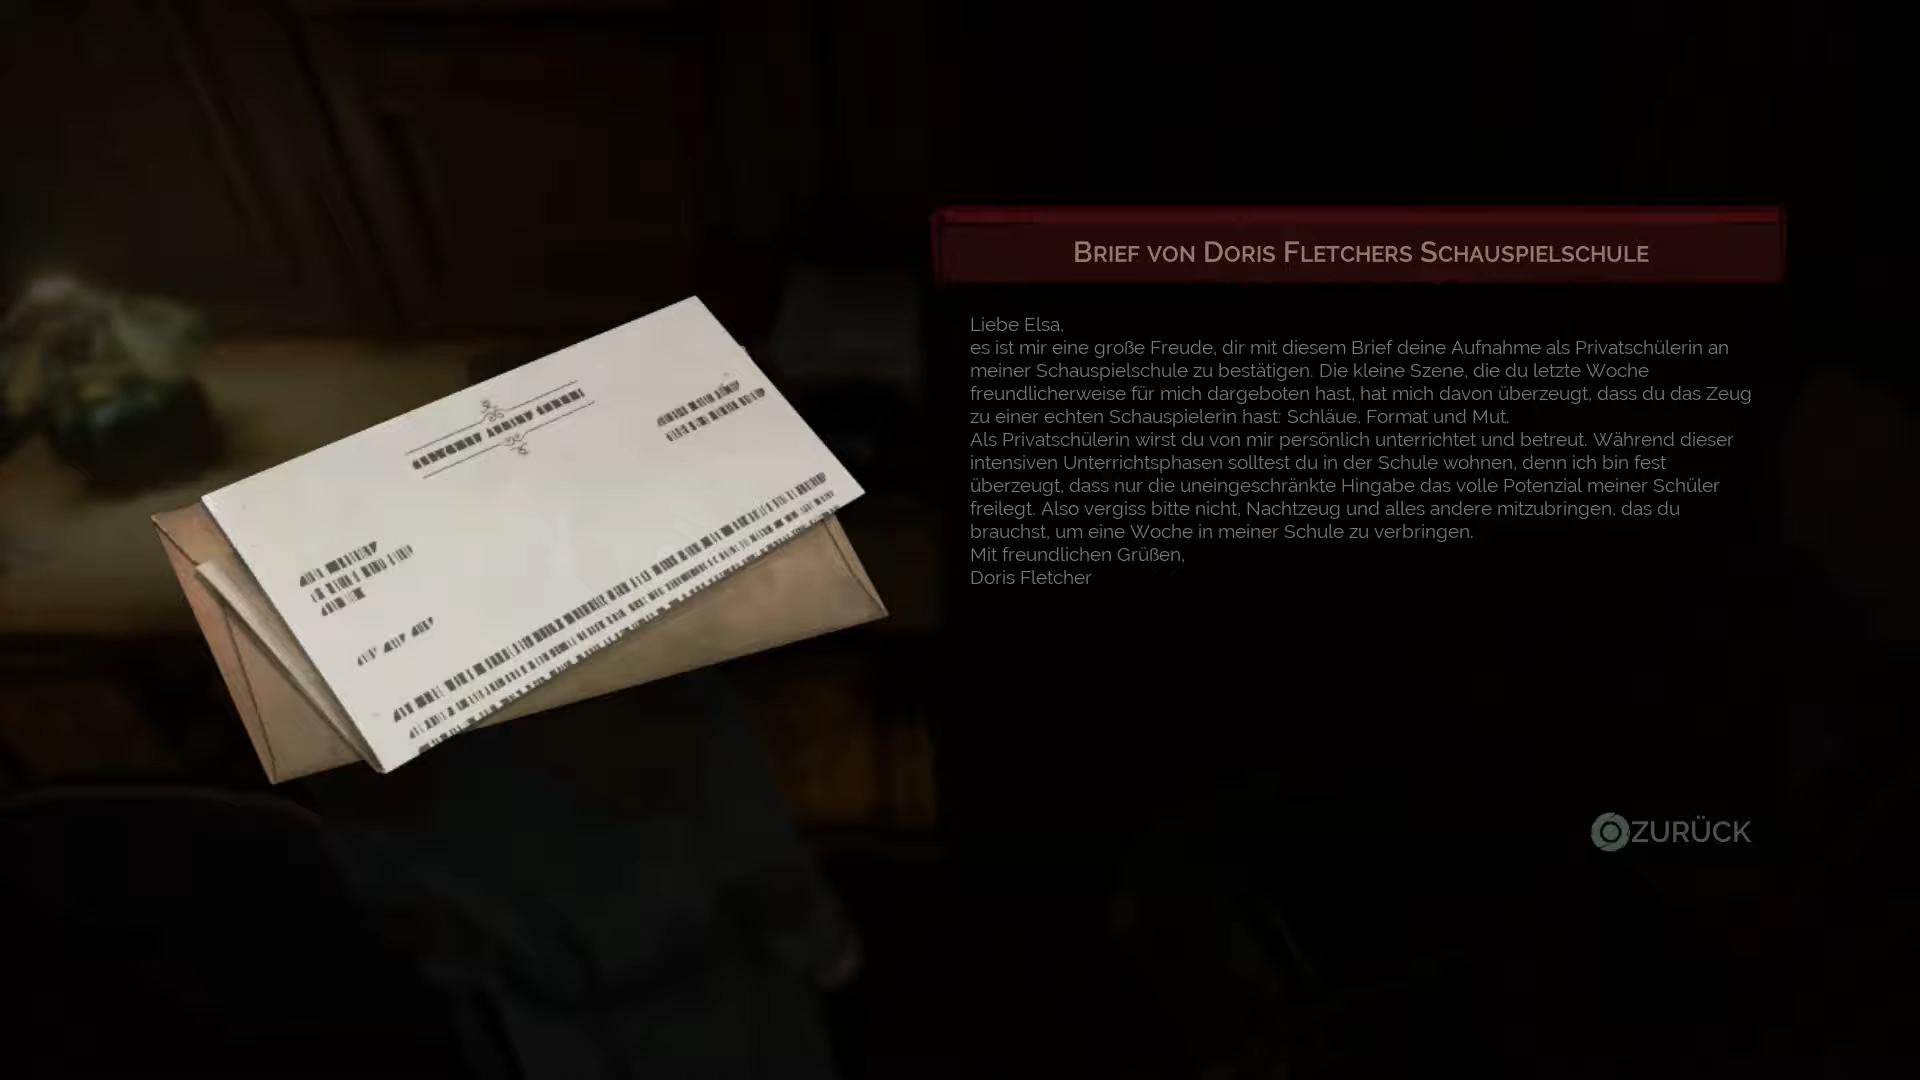 Brief von Doris Fletchers Schauspielschule
Liebe Elsa,
es ist mir eine große Freude, dir mit diesem Brief deine Aufnahme als Privatschülerin an
meiner Schauspielschule zu bestätigen. Die kleine Szene, die du letzte Woche
freundlicherweise für mich dargeboten hast, hat mich davon überzeugt, dass du das Zeug
zu einer echten Schauspielerin hast: Schläue, Format und Mut.
Als Privatschülerin wirst du von mir persönlich unterrichtet und betreut. Während dieser
intensiven Unterrichtsphasen solltest du in der Schule wohnen, denn ich bin fest
überzeugt, dass nur die uneingeschränkte Hingabe das volle Potenzial meiner Schüler
freilegt. Also vergiss bitte nicht, Nachtzeug und alles andere mitzubringen, das du
brauchst, um eine Woche in meiner Schule zu verbringen.
Mit freundlichen Grüßen,
Doris Fletcher
ZURÜCK